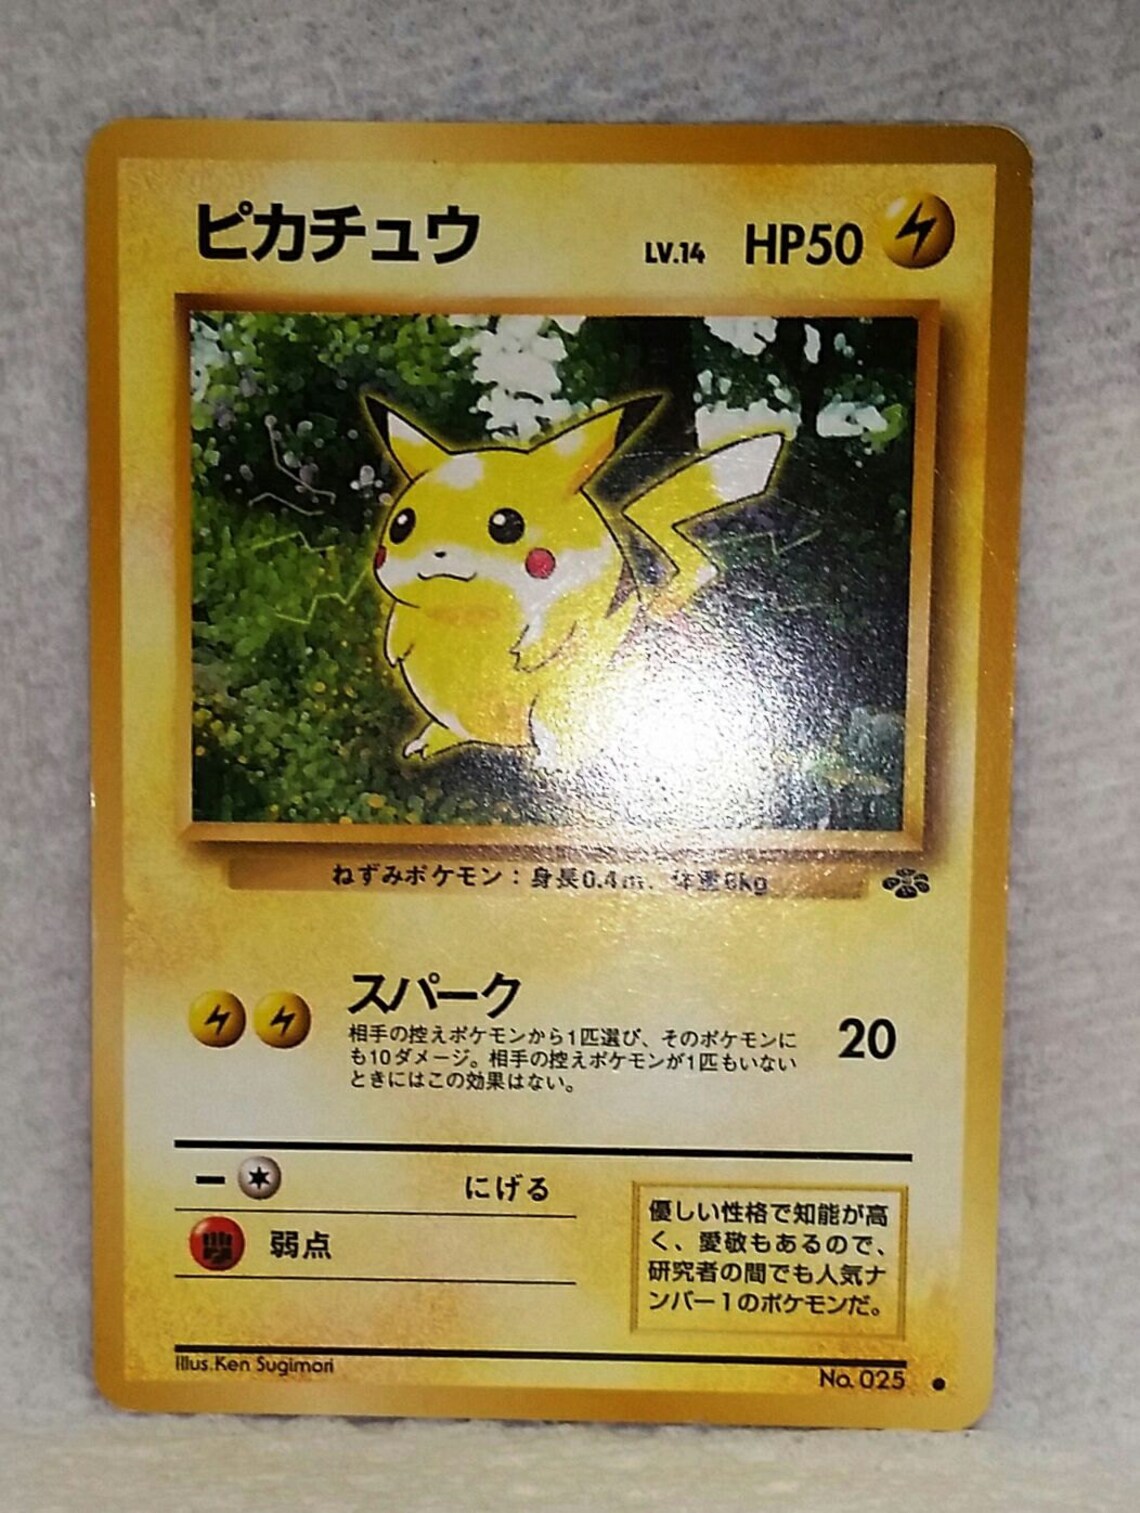 ピカチュウ LV.14 HP50
ねずみポケモン：身長0.4m、体重6kg
スパーク
相手の控えポケモンから1匹選び、そのポケモンに
も10ダメージ。相手の控えポケモンが1匹もいない
ときにはこの効果はない。
20
− にげる
弱点
優しい性格で知能が高
く、愛敬もあるので、
研究者の間でも人気ナ
ンバー1のポケモンだ。
Illus.Ken Sugimori
No. 025